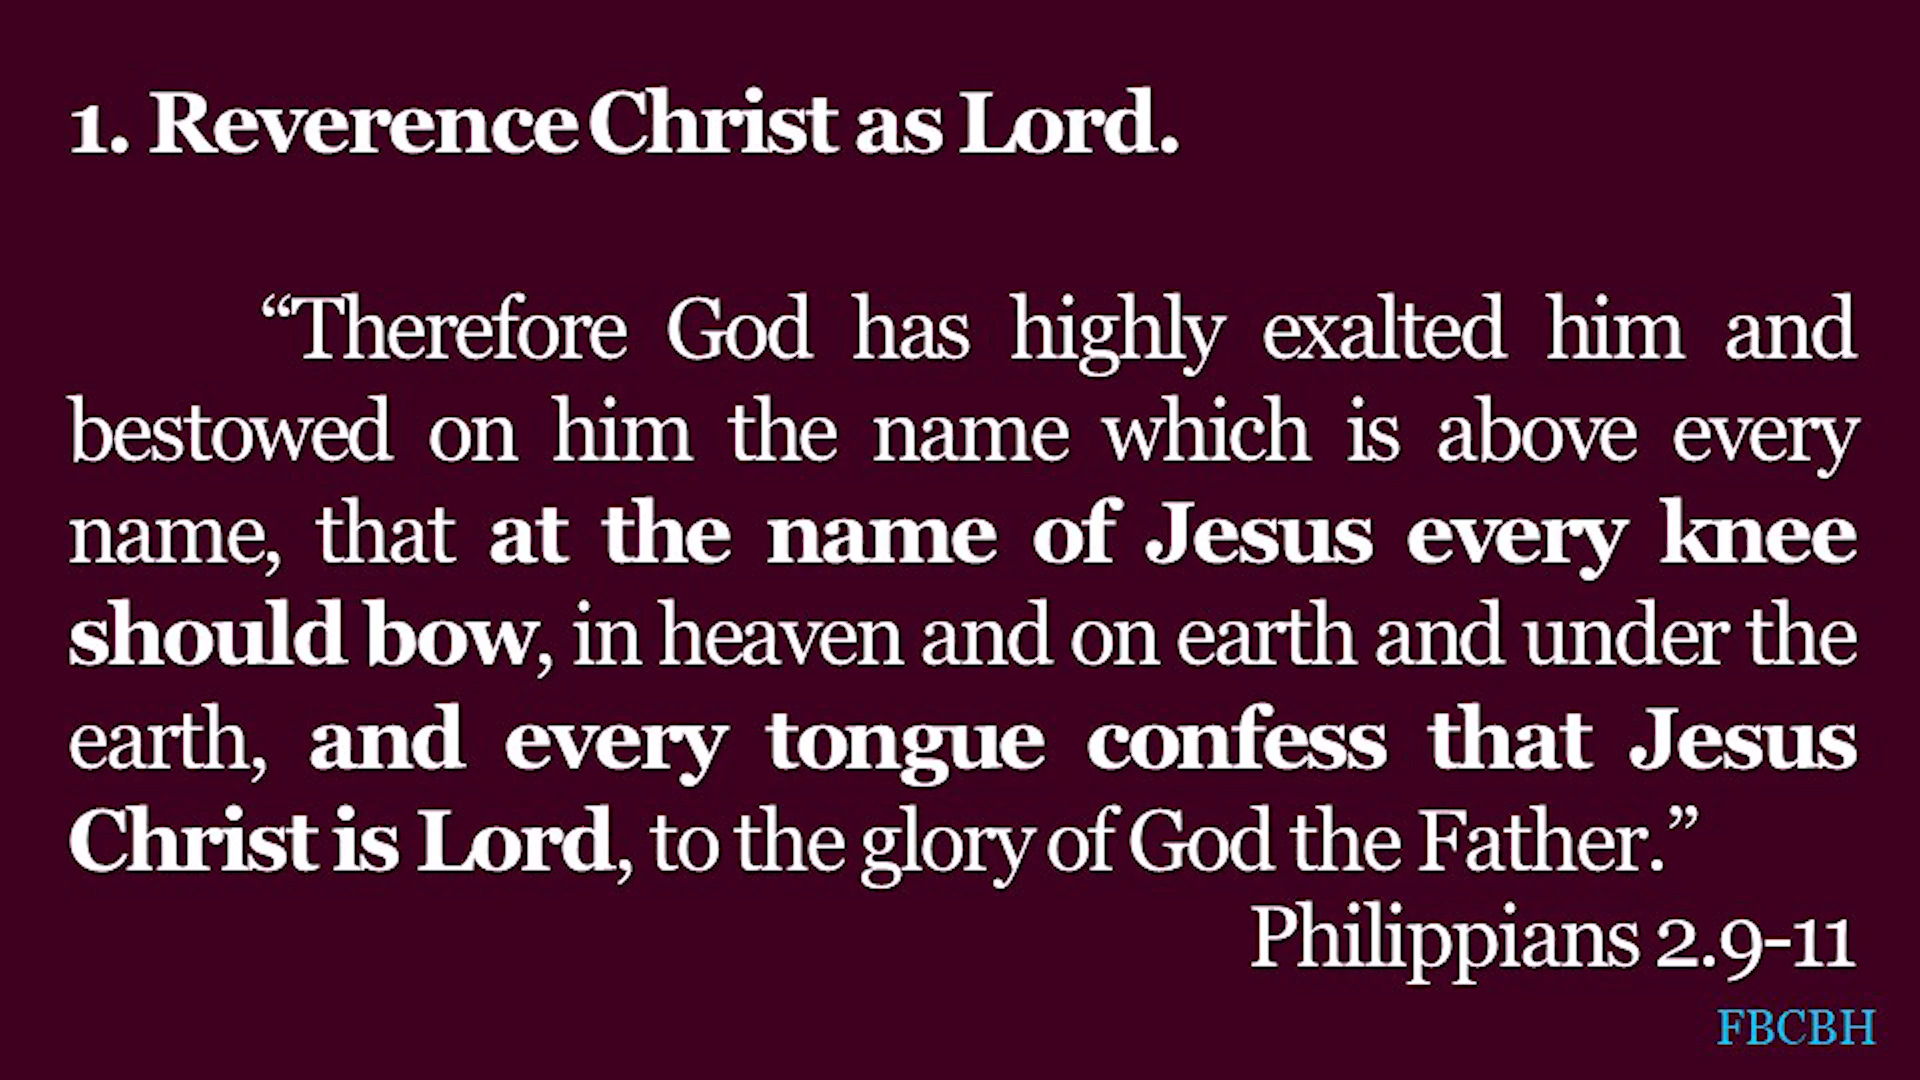 1. Reverence Christ as Lord.
“Therefore God has highly exalted him and
bestowed on him the name which is above every
name, that at the name of Jesus every knee
should bow, in heaven and on earth and under the
earth, and every tongue confess that Jesus
Christ is Lord, to the glory of God the Father.”
Philippians 2.9-11
FBCBH